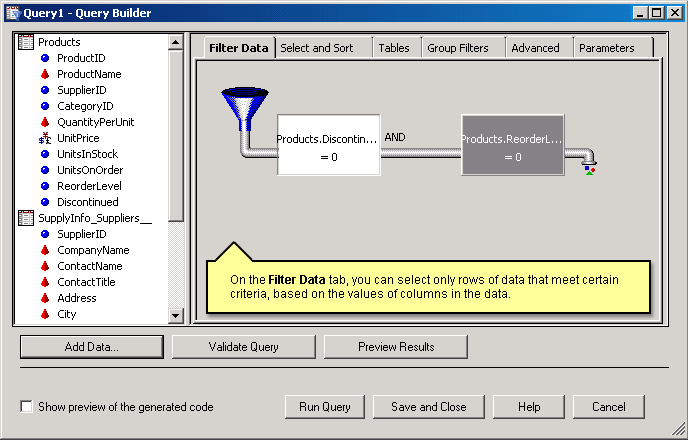 Query1 - Query Builder
Products
ProductID
ProductName
SupplierID
CategoryID
QuantityPerUnit
UnitPrice
UnitsInStock
UnitsOnOrder
ReorderLevel
Discontinued
SupplyInfo_Suppliers__
SupplierID
CompanyName
ContactName
ContactTitle
Address
City
Filter Data
Select and Sort
Tables
Group Filters
Advanced
Parameters
Products.Discontin...
= 0
AND
Products.ReorderL...
= 0
On the Filter Data tab, you can select only rows of data that meet certain
criteria, based on the values of columns in the data.
Add Data...
Validate Query
Preview Results
Show preview of the generated code
Run Query
Save and Close
Help
Cancel